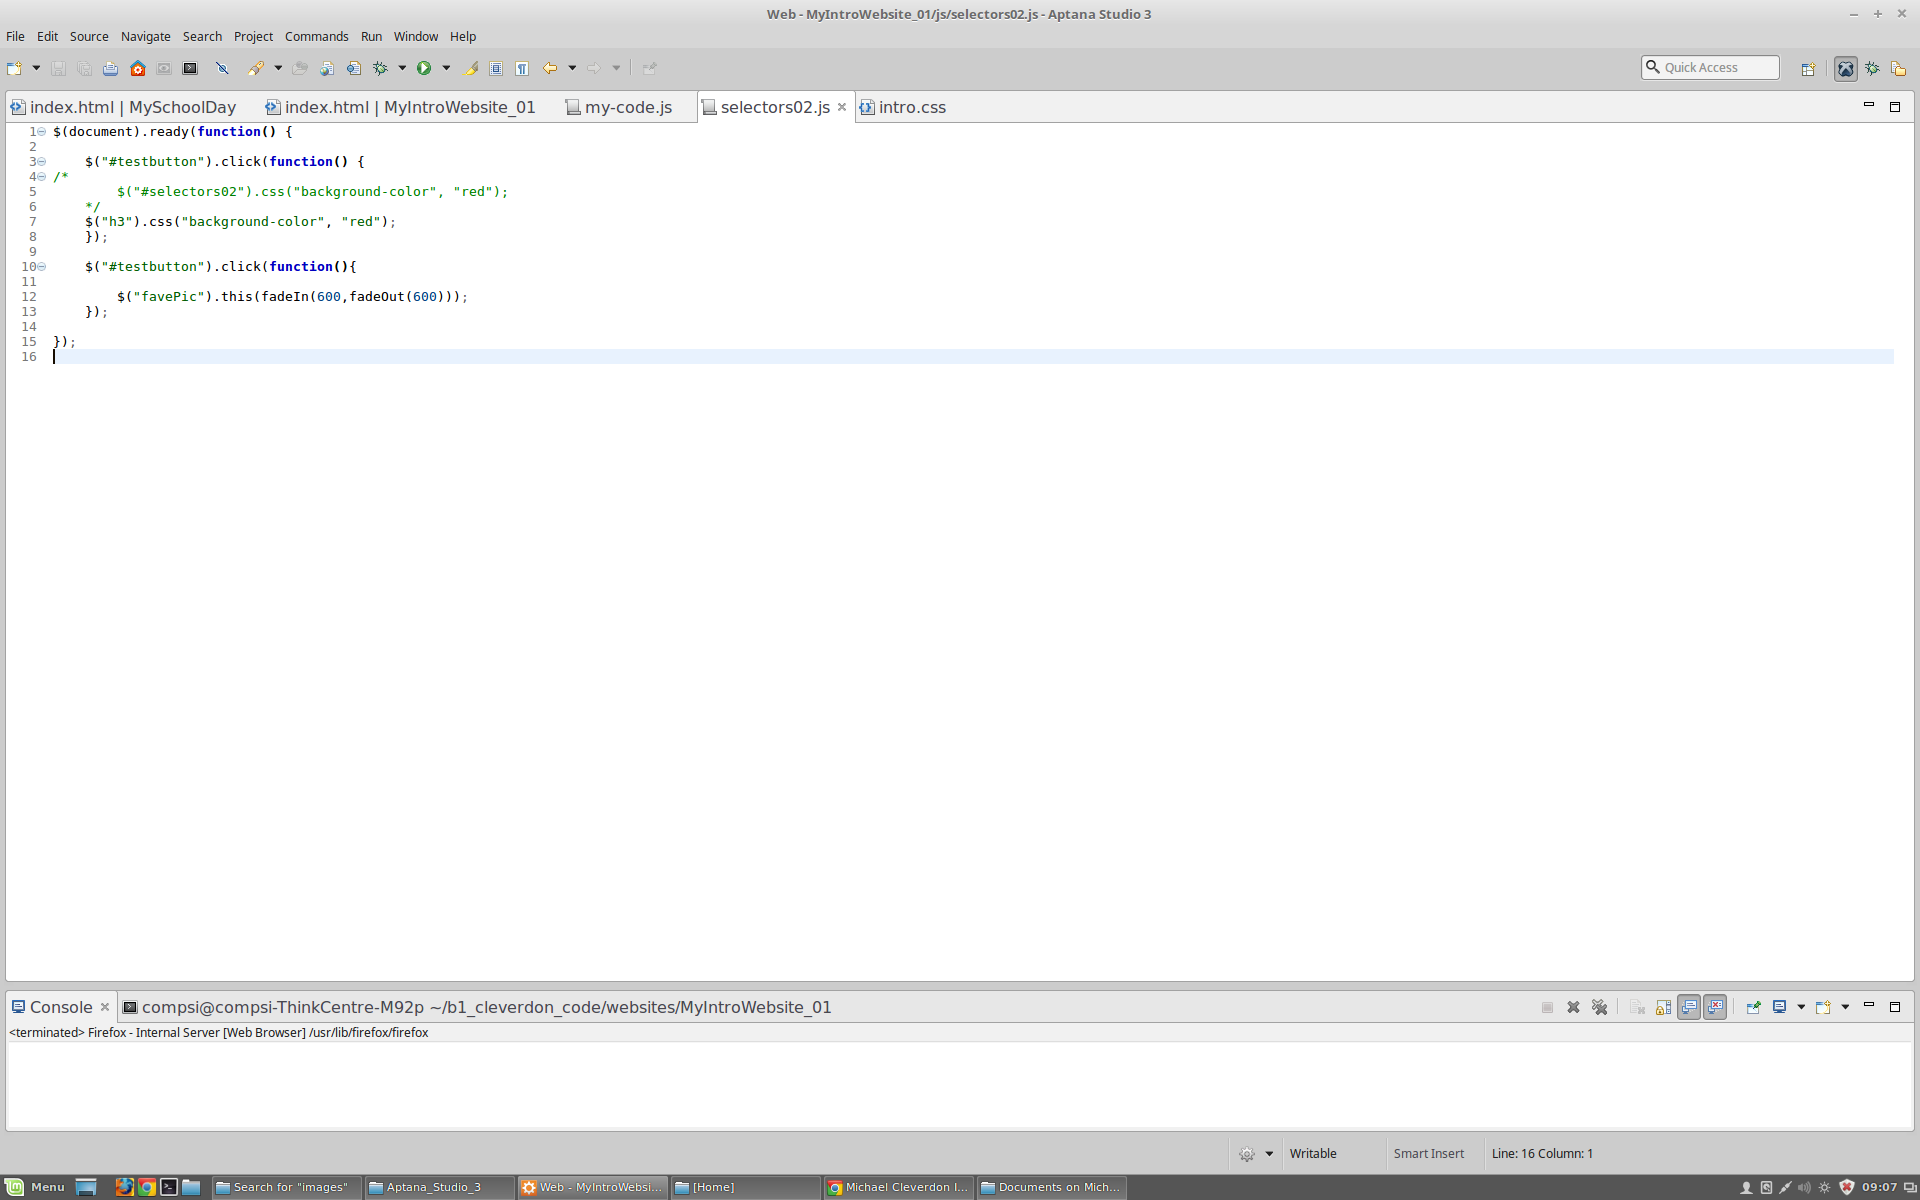 Web - MyIntroWebsite_01/js/selectors02.js - Aptana Studio 3
File Edit Source Navigate Search Project Commands Run Window Help
Quick Access
index.html | MySchoolDay index.html | MyIntroWebsite_01 my-code.js selectors02.js intro.css
1 $(document).ready(function() {
2
3 $("#testbutton").click(function() {
4 /*
5 $("#selectors02").css("background-color", "red");
6 */
7 $("h3").css("background-color", "red");
8 });
9
10 $("#testbutton").click(function(){
11
12 $("favePic").this(fadeIn(600,fadeOut(600)));
13 });
14
15 });
16
Console compsi@compsi-ThinkCentre-M92p ~/b1_cleverdon_code/websites/MyIntroWebsite_01
<terminated> Firefox - Internal Server [Web Browser] /usr/lib/firefox/firefox
Writable Smart Insert Line: 16 Column: 1
Menu Search for "images" Aptana_Studio_3 Web - MyIntroWebsi... [Home] Michael Cleverdon I... Documents on Mich... 09:07